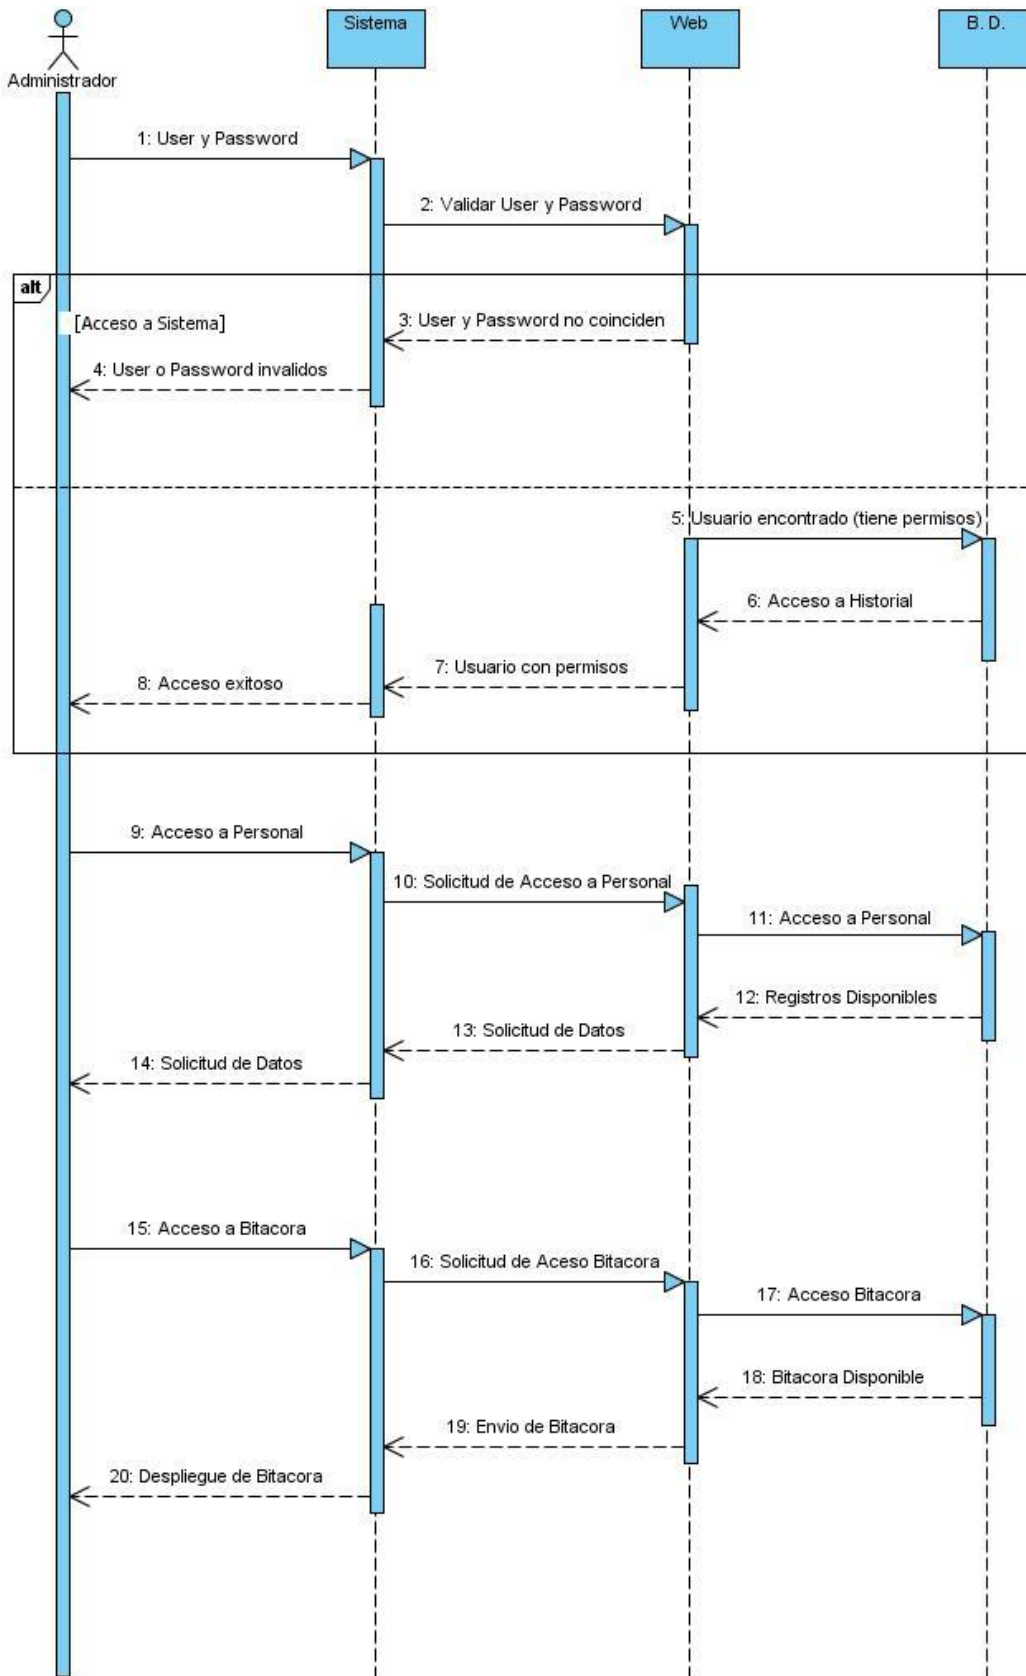 Sistema
Web
B. D.
Administrador
1: User y Password
2: Validar User y Password
alt
[Acceso a Sistema]
3: User y Password no coinciden
4: User o Password invalidos
5: Usuario encontrado (tiene permisos)
6: Acceso a Historial
7: Usuario con permisos
8: Acceso exitoso
9: Acceso a Personal
10: Solicitud de Acceso a Personal
11: Acceso a Personal
12: Registros Disponibles
13: Solicitud de Datos
14: Solicitud de Datos
15: Acceso a Bitacora
16: Solicitud de Aceso Bitacora
17: Acceso Bitacora
18: Bitacora Disponible
19: Envio de Bitacora
20: Despliegue de Bitacora